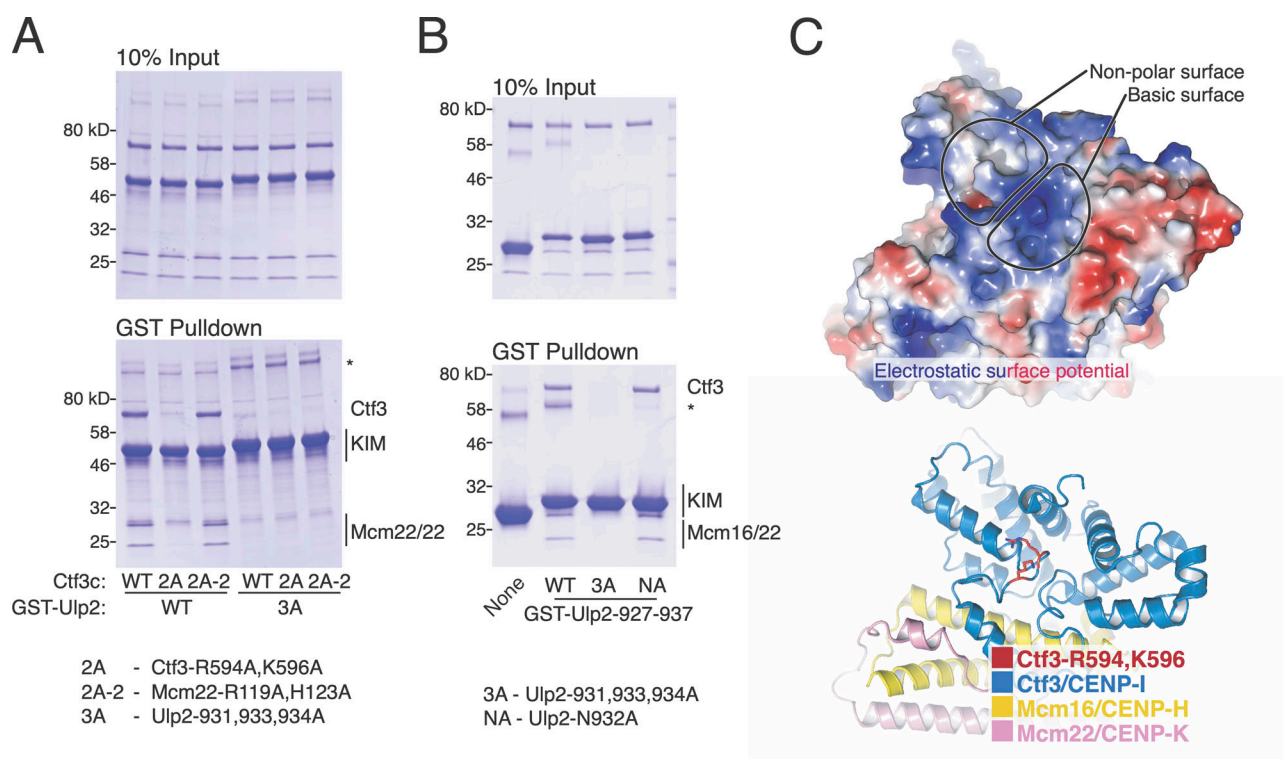 A
10% Input
80 kD
58
46
32
25
GST Pulldown
*
80 kD
Ctf3
58
KIM
46
32
Mcm22/22
25
Ctf3c: WT 2A 2A-2 WT 2A 2A-2
GST-Ulp2: WT 3A
2A - Ctf3-R594A,K596A
2A-2 - Mcm22-R119A,H123A
3A - Ulp2-931,933,934A
B
10% Input
80 kD
58
46
32
25
GST Pulldown
80 kD
Ctf3
58
*
46
32
KIM
25
Mcm16/22
None WT 3A NA
GST-Ulp2-927-937
3A - Ulp2-931,933,934A
NA - Ulp2-N932A
C
Non-polar surface
Basic surface
Electrostatic surface potential
Ctf3-R594,K596
Ctf3/CENP-I
Mcm16/CENP-H
Mcm22/CENP-K